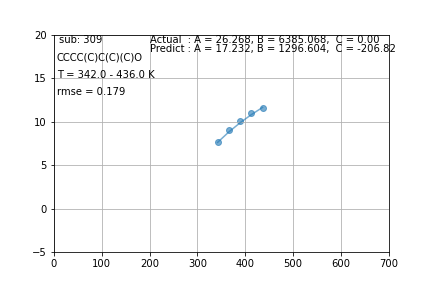 sub: 309
Actual : A = 26.268, B = 6385.068, C = 0.00
Predict : A = 17.232, B = 1296.604, C = -206.82
CCCC(C)C(C)(C)O
T = 342.0 - 436.0 K
rmse = 0.179
20
15
10
5
0
−5
0 100 200 300 400 500 600 700